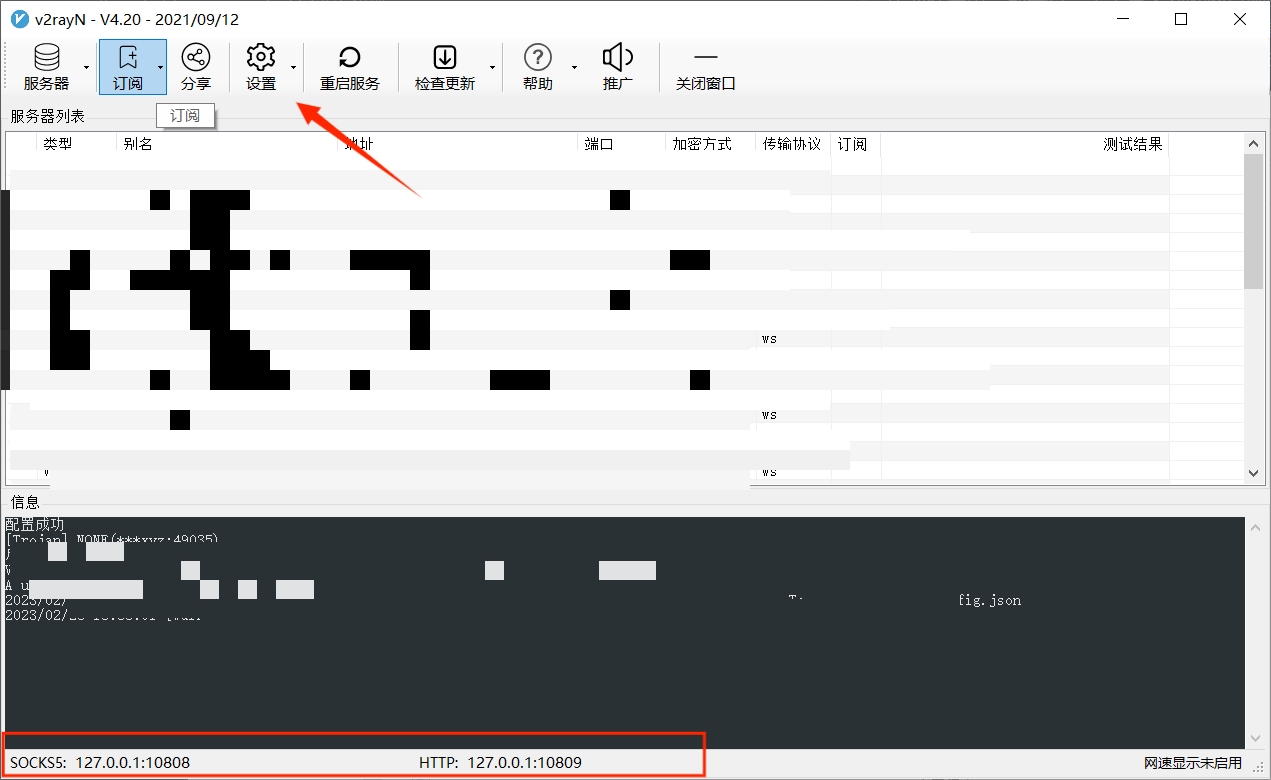 v2rayN - V4.20 - 2021/09/12
服务器 订阅 分享 设置 重启服务 检查更新 帮助 推广 关闭窗口
服务器列表 订阅
类型 别名 地址 端口 加密方式 传输协议 订阅 测试结果
ws
ws
ws
信息
配置成功
[Trojan] NONE(***xyz:49035)
A
2023/02/ fig.json
2023/02/
SOCKS5: 127.0.0.1:10808 HTTP: 127.0.0.1:10809 网速显示未启用